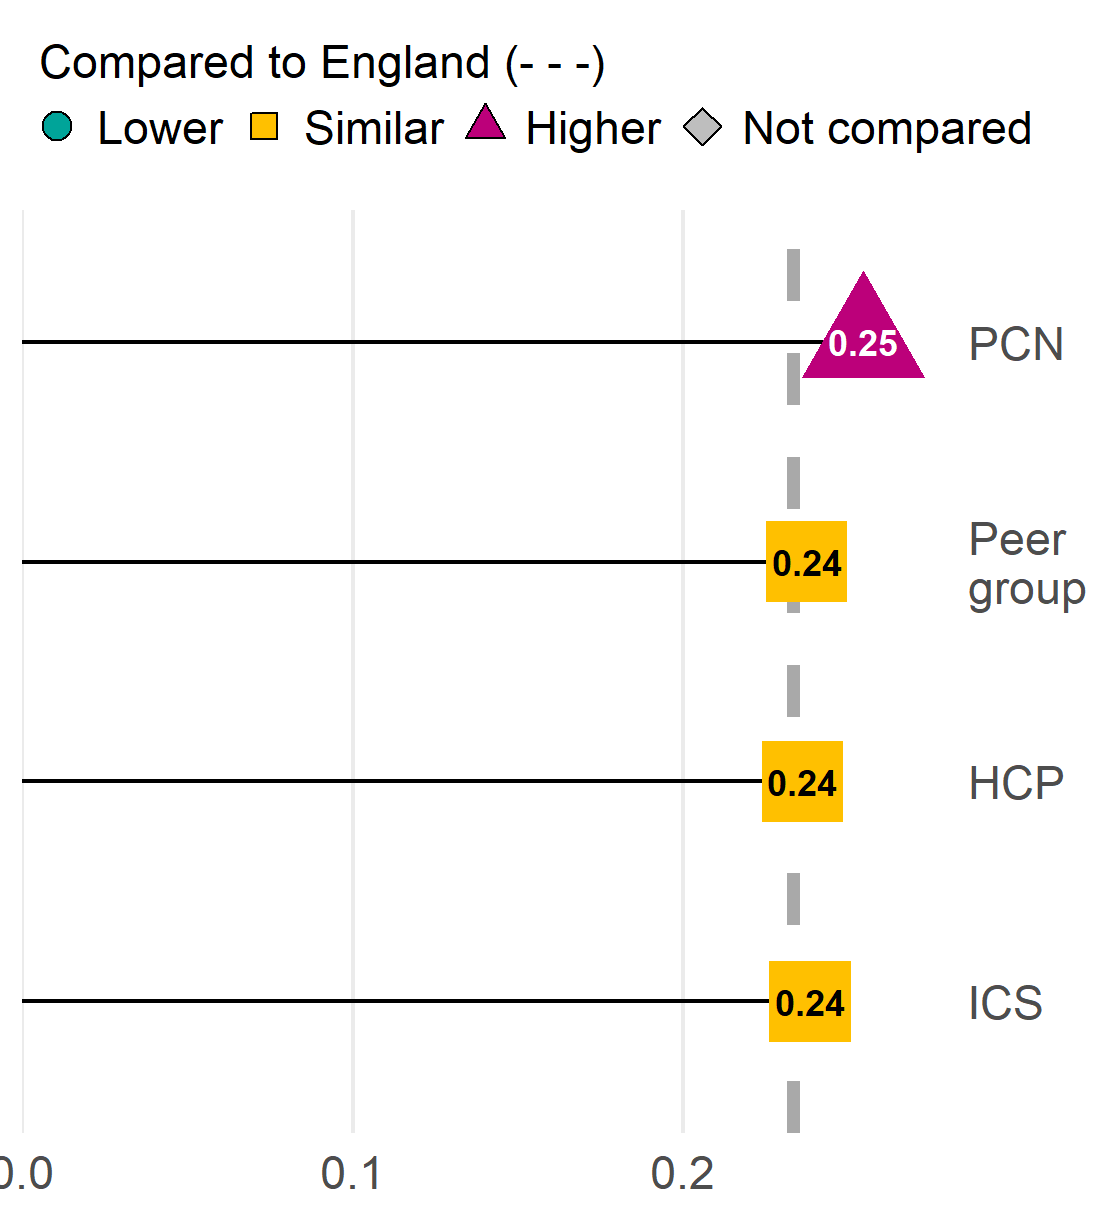 Compared to England (- - -)
Lower Similar Higher Not compared
0.25 PCN
0.24 Peer
group
0.24 HCP
0.24 ICS
0.0 0.1 0.2